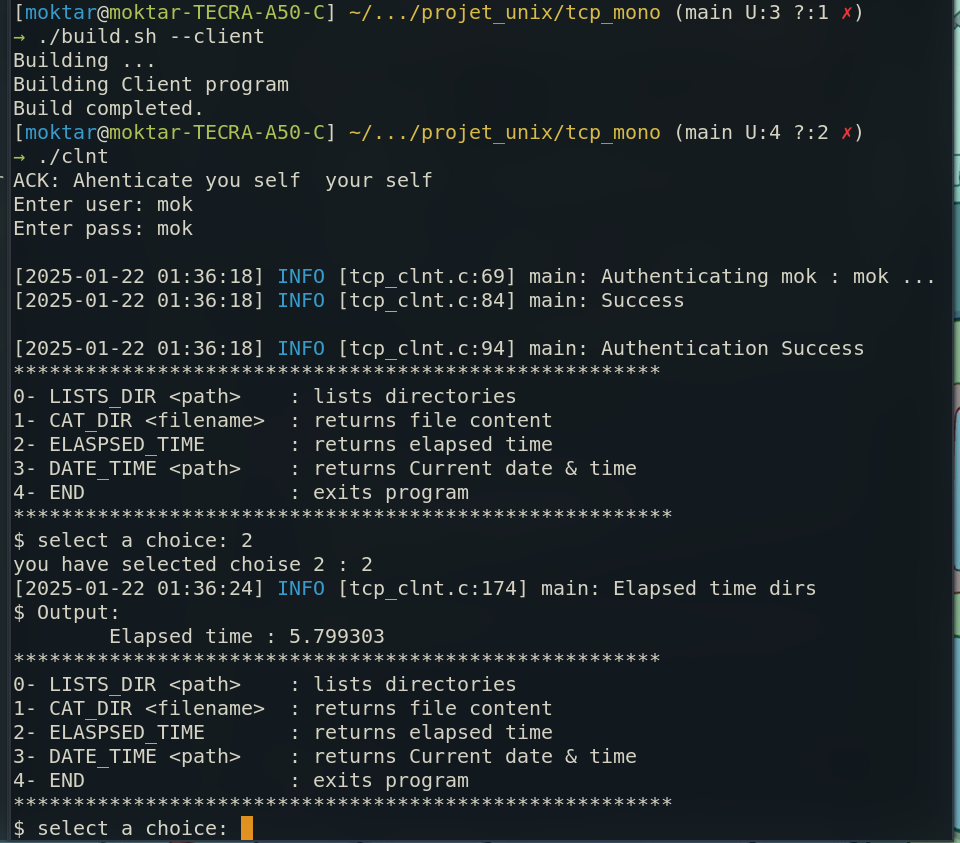 [moktar@moktar-TECRA-A50-C] ~/.../projet_unix/tcp_mono (main U:3 ?:1 ✗)
→ ./build.sh --client
Building ...
Building Client program
Build completed.
[moktar@moktar-TECRA-A50-C] ~/.../projet_unix/tcp_mono (main U:4 ?:2 ✗)
→ ./clnt
ACK: Ahenticate you self  your self
Enter user: mok
Enter pass: mok

[2025-01-22 01:36:18] INFO [tcp_clnt.c:69] main: Authenticating mok : mok ...
[2025-01-22 01:36:18] INFO [tcp_clnt.c:84] main: Success

[2025-01-22 01:36:18] INFO [tcp_clnt.c:94] main: Authentication Success
******************************************************
0- LISTS_DIR <path>    : lists directories
1- CAT_DIR <filename>  : returns file content
2- ELASPSED_TIME       : returns elapsed time
3- DATE_TIME <path>    : returns Current date & time
4- END                 : exits program
*******************************************************
$ select a choice: 2
you have selected choise 2 : 2
[2025-01-22 01:36:24] INFO [tcp_clnt.c:174] main: Elapsed time dirs
$ Output:
        Elapsed time : 5.799303
******************************************************
0- LISTS_DIR <path>    : lists directories
1- CAT_DIR <filename>  : returns file content
2- ELASPSED_TIME       : returns elapsed time
3- DATE_TIME <path>    : returns Current date & time
4- END                 : exits program
*******************************************************
$ select a choice: